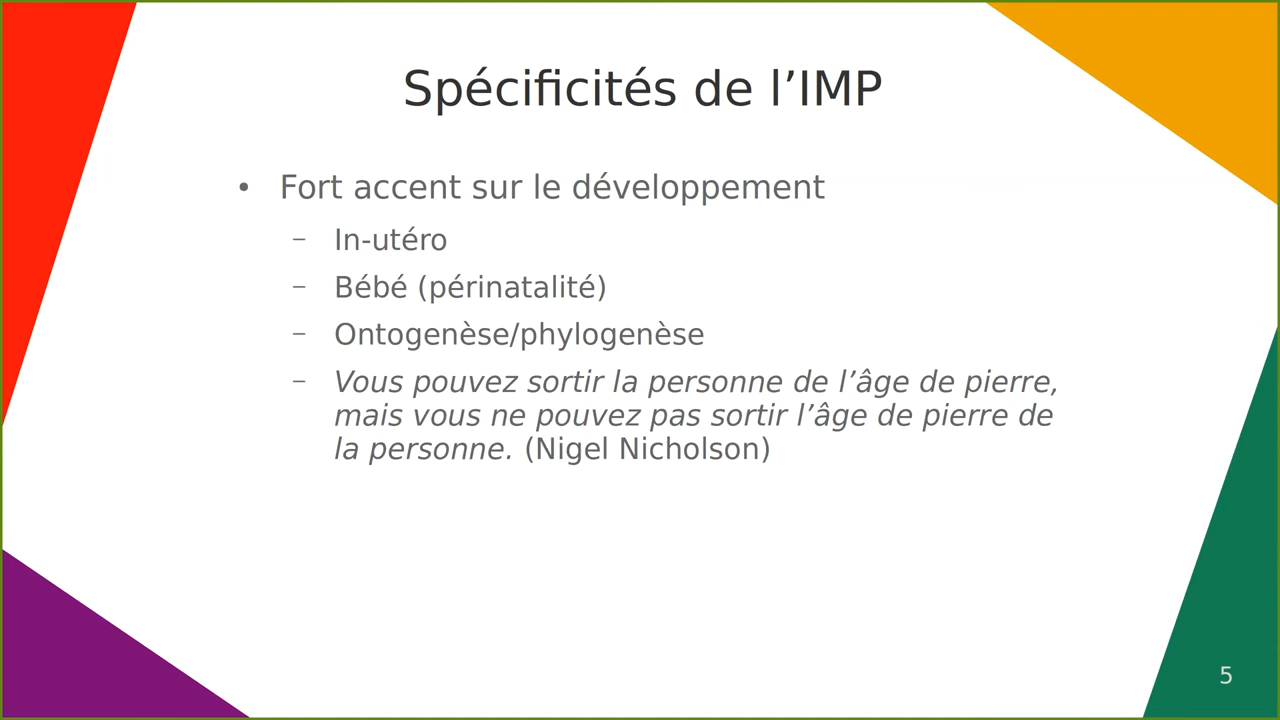 Spécificités de l’IMP
• Fort accent sur le développement
– In-utéro
– Bébé (périnatalité)
– Ontogenèse/phylogenèse
– Vous pouvez sortir la personne de l’âge de pierre,
mais vous ne pouvez pas sortir l’âge de pierre de
la personne. (Nigel Nicholson)
5